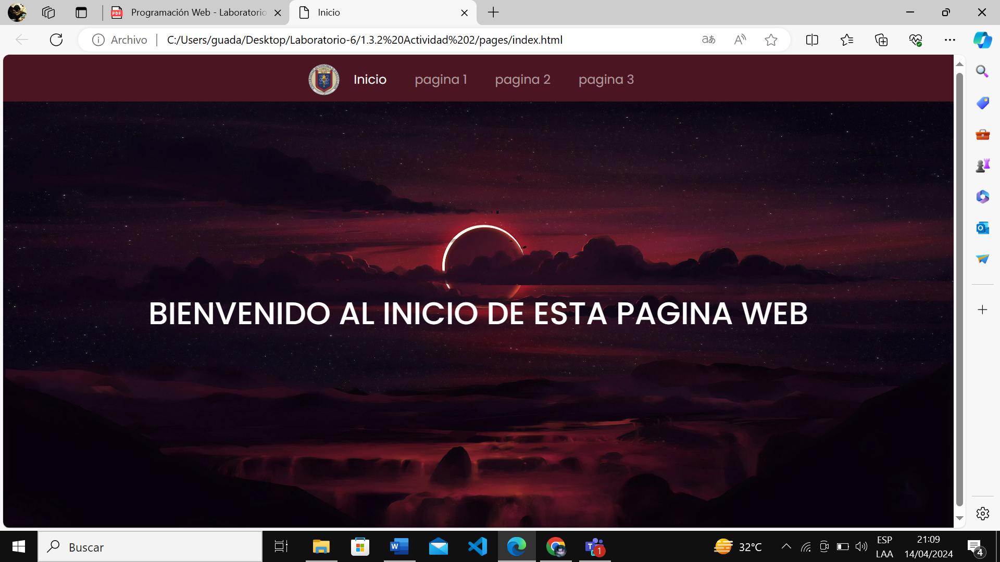 Programación Web - Laboratorio
Inicio
Archivo
C:/Users/guada/Desktop/Laboratorio-6/1.3.2%20Actividad%202/pages/index.html
Inicio pagina 1 pagina 2 pagina 3
BIENVENIDO AL INICIO DE ESTA PAGINA WEB
Buscar
1
32°C
ESP
LAA
21:09
14/04/2024
4